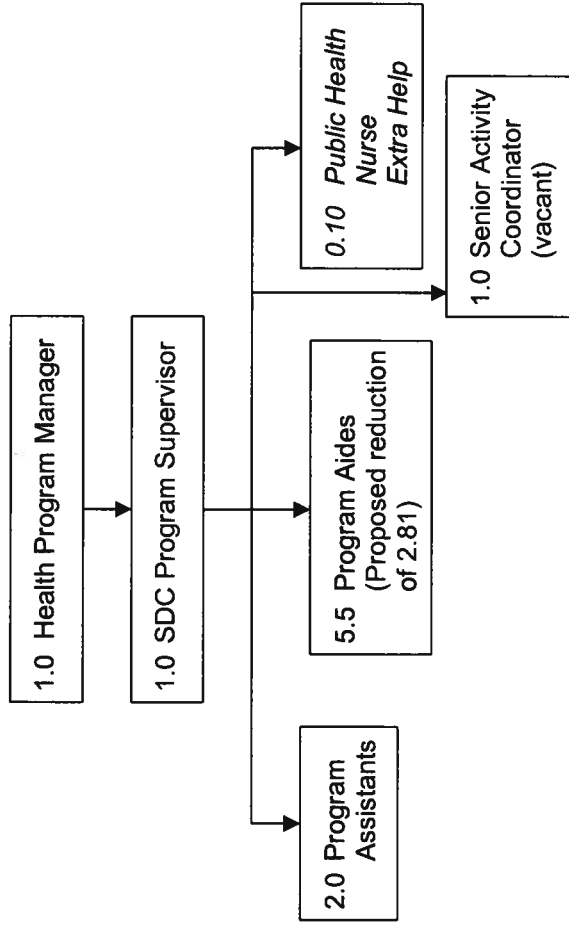 1.0 Health Program Manager
1.0 SDC Program Supervisor
2.0 Program
Assistants
5.5 Program Aides
(Proposed reduction
of 2.81)
0.10 Public Health
Nurse
Extra Help
1.0 Senior Activity
Coordinator
(vacant)